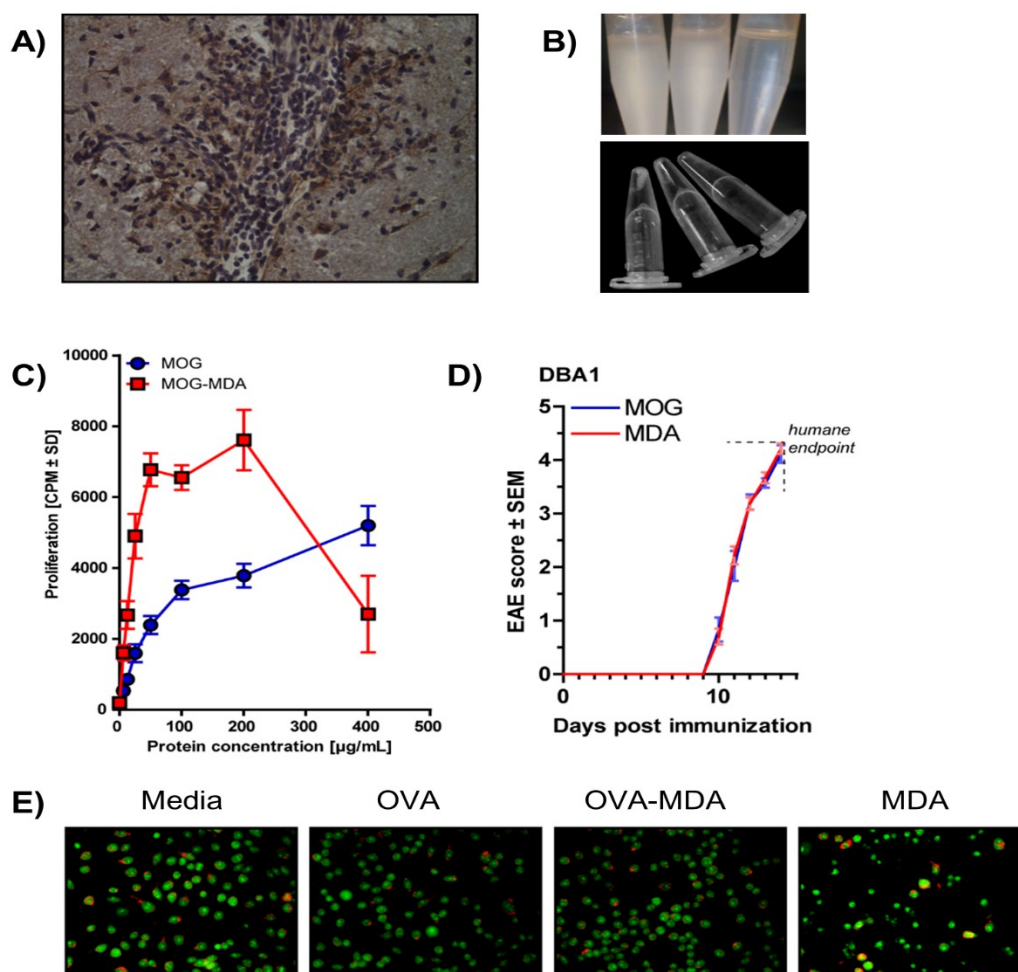 A)
B)
C)
10000
8000
6000
4000
2000
0
Proliferation [CPM ± SD]
MOG
MOG-MDA
0 100 200 300 400 500
Protein concentration [µg/mL]
D)
DBA1
MOG
MDA
humane
endpoint
5
4
3
2
1
0
EAE score ± SEM
0 10
Days post immunization
E)
Media OVA OVA-MDA MDA